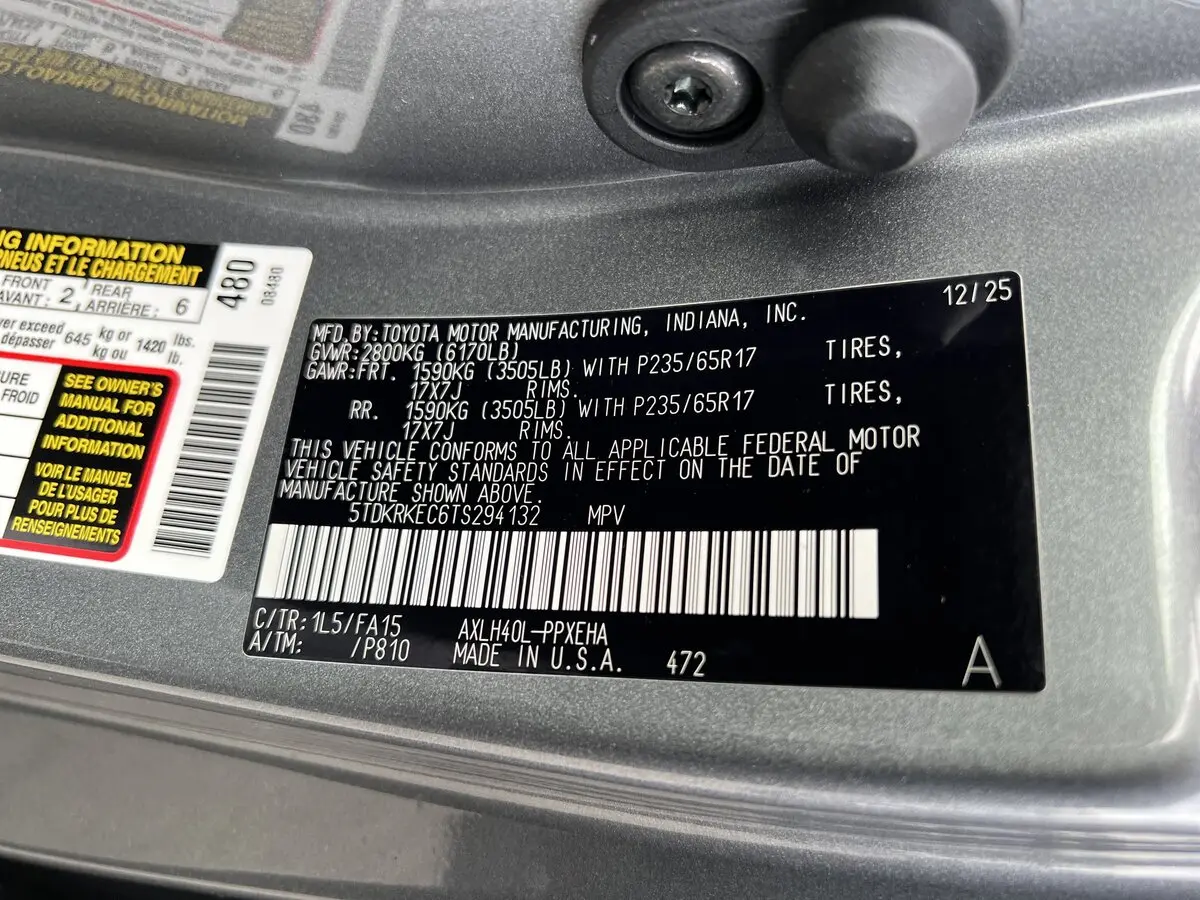 NG INFORMATION
PNEUS ET LE CHARGEMENT
FRONT 2 REAR 6
AVANT: ARRIÈRE:
ver exceed 645 kg or 1420 lbs.
dépasser kg ou lb.
FROID
SEE OWNER'S
MANUAL FOR
ADDITIONAL
INFORMATION
VOIR LE MANUEL
DE L'USAGER
POUR PLUS DE
RENSEIGNEMENTS
480
08480
12/25
MFD.BY:TOYOTA MOTOR MANUFACTURING, INDIANA, INC.
GVWR:2800KG (6170LB)
GAWR:FRT. 1590KG (3505LB) WITH P235/65R17 TIRES,
17X7J RIMS.
RR. 1590KG (3505LB) WITH P235/65R17 TIRES,
17X7J RIMS.
THIS VEHICLE CONFORMS TO ALL APPLICABLE FEDERAL MOTOR
VEHICLE SAFETY STANDARDS IN EFFECT ON THE DATE OF
MANUFACTURE SHOWN ABOVE.
5TDKRKEC6TS294132 MPV
C/TR:1L5/FA15 AXLH40L-PPXEHA
A/TM: /P810 MADE IN U.S.A. 472
A